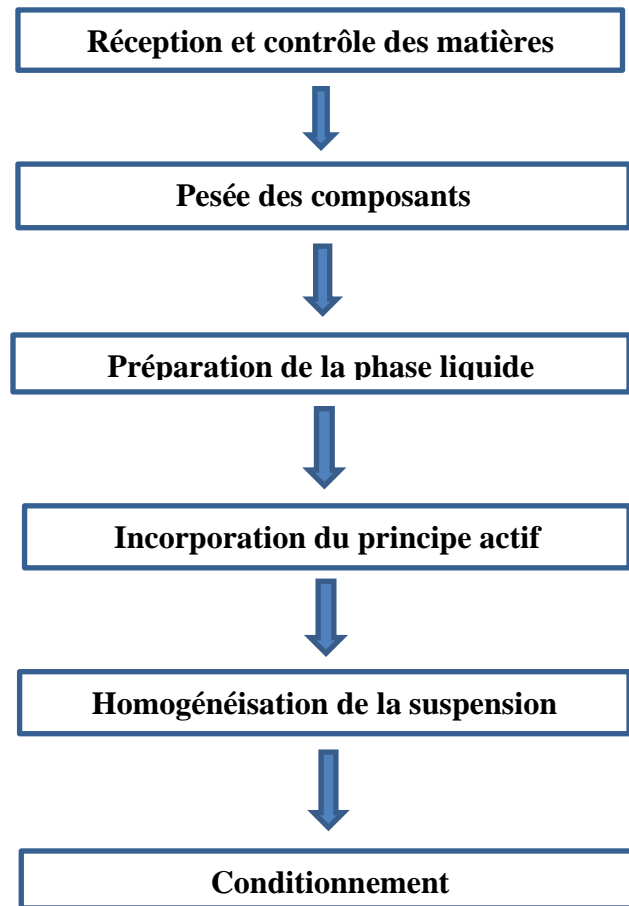 Réception et contrôle des matières
Pesée des composants
Préparation de la phase liquide
Incorporation du principe actif
Homogénéisation de la suspension
Conditionnement